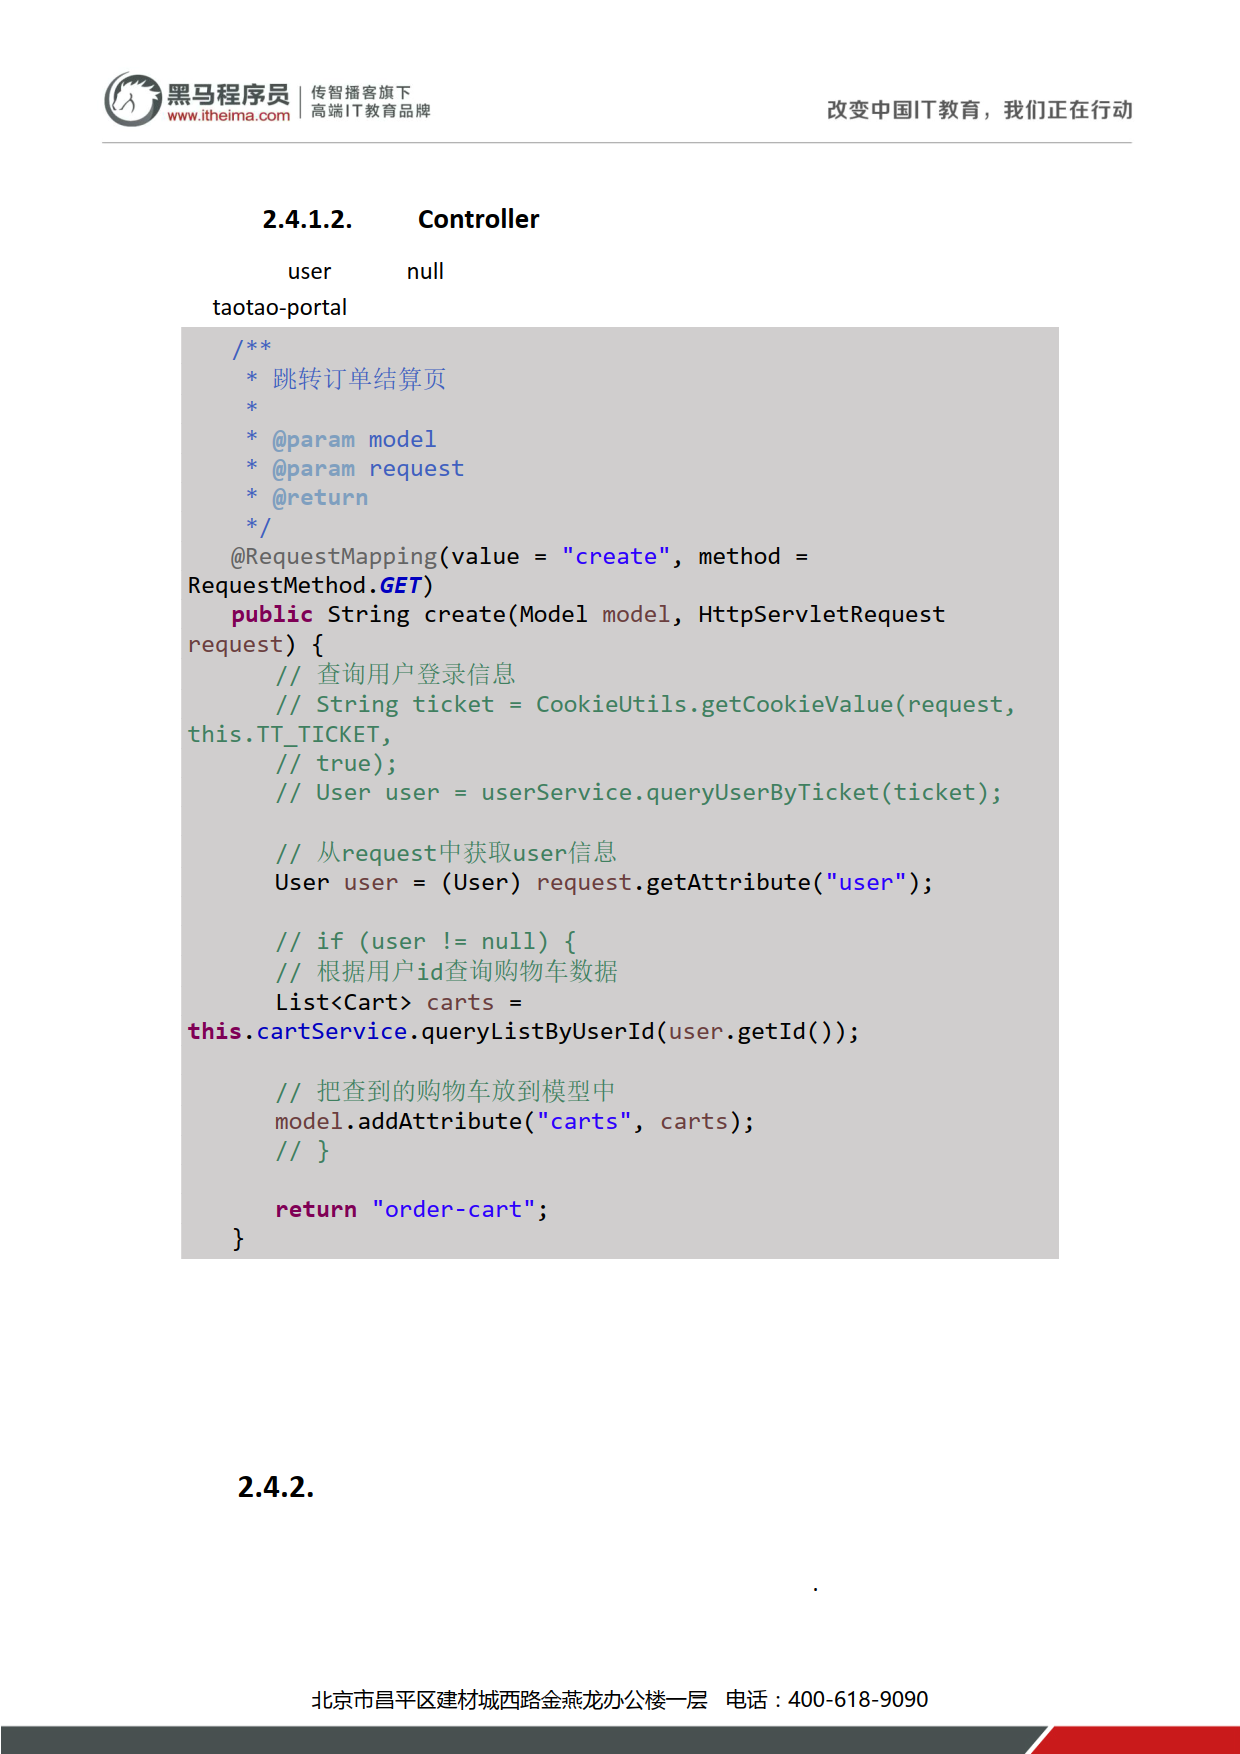 黑马程序员
www.itheima.com
传智播客旗下
高端IT教育品牌
改变中国IT教育，我们正在行动
2.4.1.2. Controller
user null
taotao-portal
/**
* 跳转订单结算页
*
* @param model
* @param request
* @return
*/
@RequestMapping(value = "create", method =
RequestMethod.GET)
public String create(Model model, HttpServletRequest
request) {
// 查询用户登录信息
// String ticket = CookieUtils.getCookieValue(request,
this.TT_TICKET,
// true);
// User user = userService.queryUserByTicket(ticket);
// 从request中获取user信息
User user = (User) request.getAttribute("user");
// if (user != null) {
// 根据用户id查询购物车数据
List<Cart> carts =
this.cartService.queryListByUserId(user.getId());
// 把查到的购物车放到模型中
model.addAttribute("carts", carts);
// }
return "order-cart";
}
2.4.2.
.
北京市昌平区建材城西路金燕龙办公楼一层 电话：400-618-9090